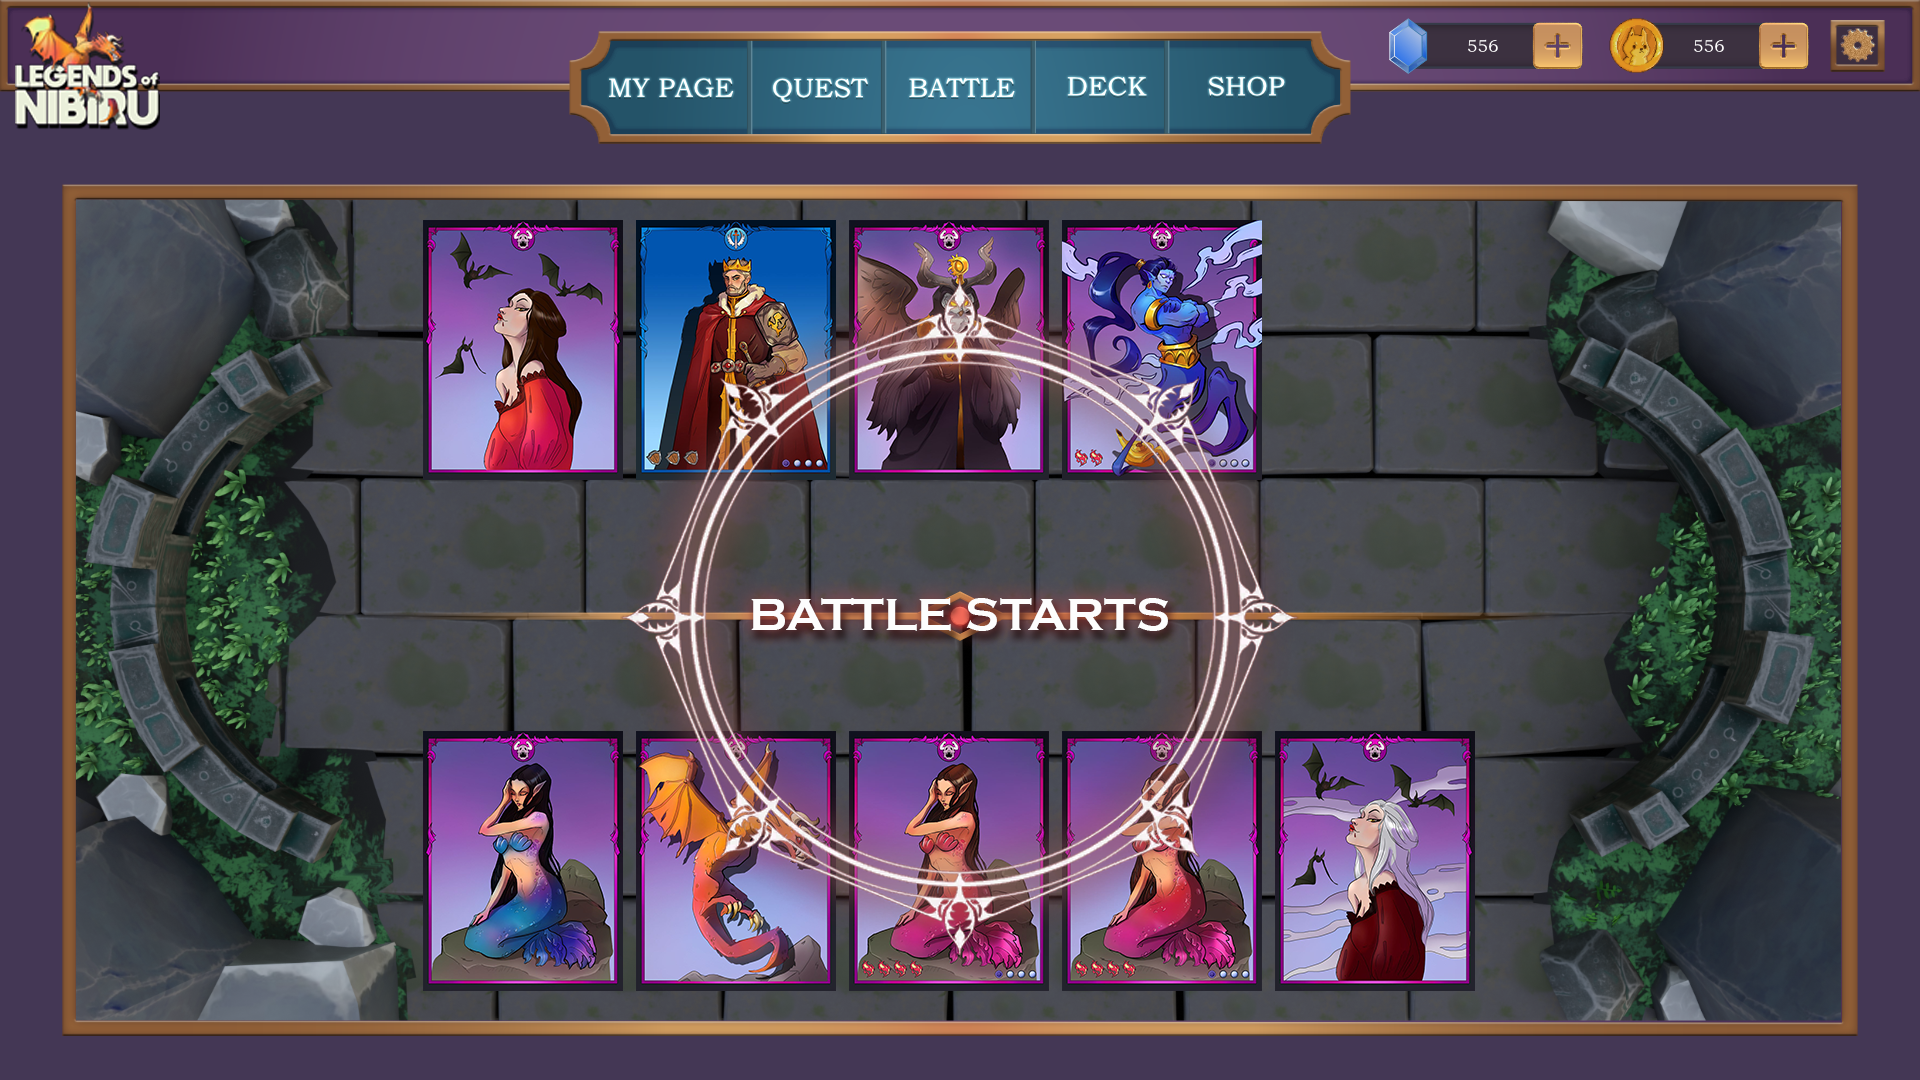 LEGENDS of
NIBIRU
MY PAGE
QUEST
BATTLE
DECK
SHOP
556
556
BATTLE STARTS